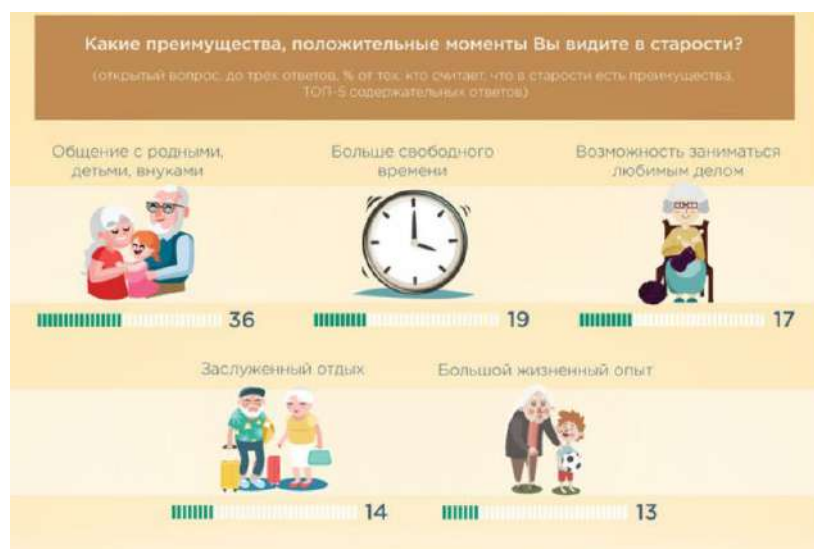 Какие преимущества, положительные моменты Вы видите в старости?
(открытый вопрос, до трех ответов, % от тех, кто считает, что в старости есть преимущества,
ТОП-5 содержательных ответов)
Общение с родными,
детьми, внуками
36
Больше свободного
времени
19
Возможность заниматься
любимым делом
17
Заслуженный отдых
14
Большой жизненный опыт
13